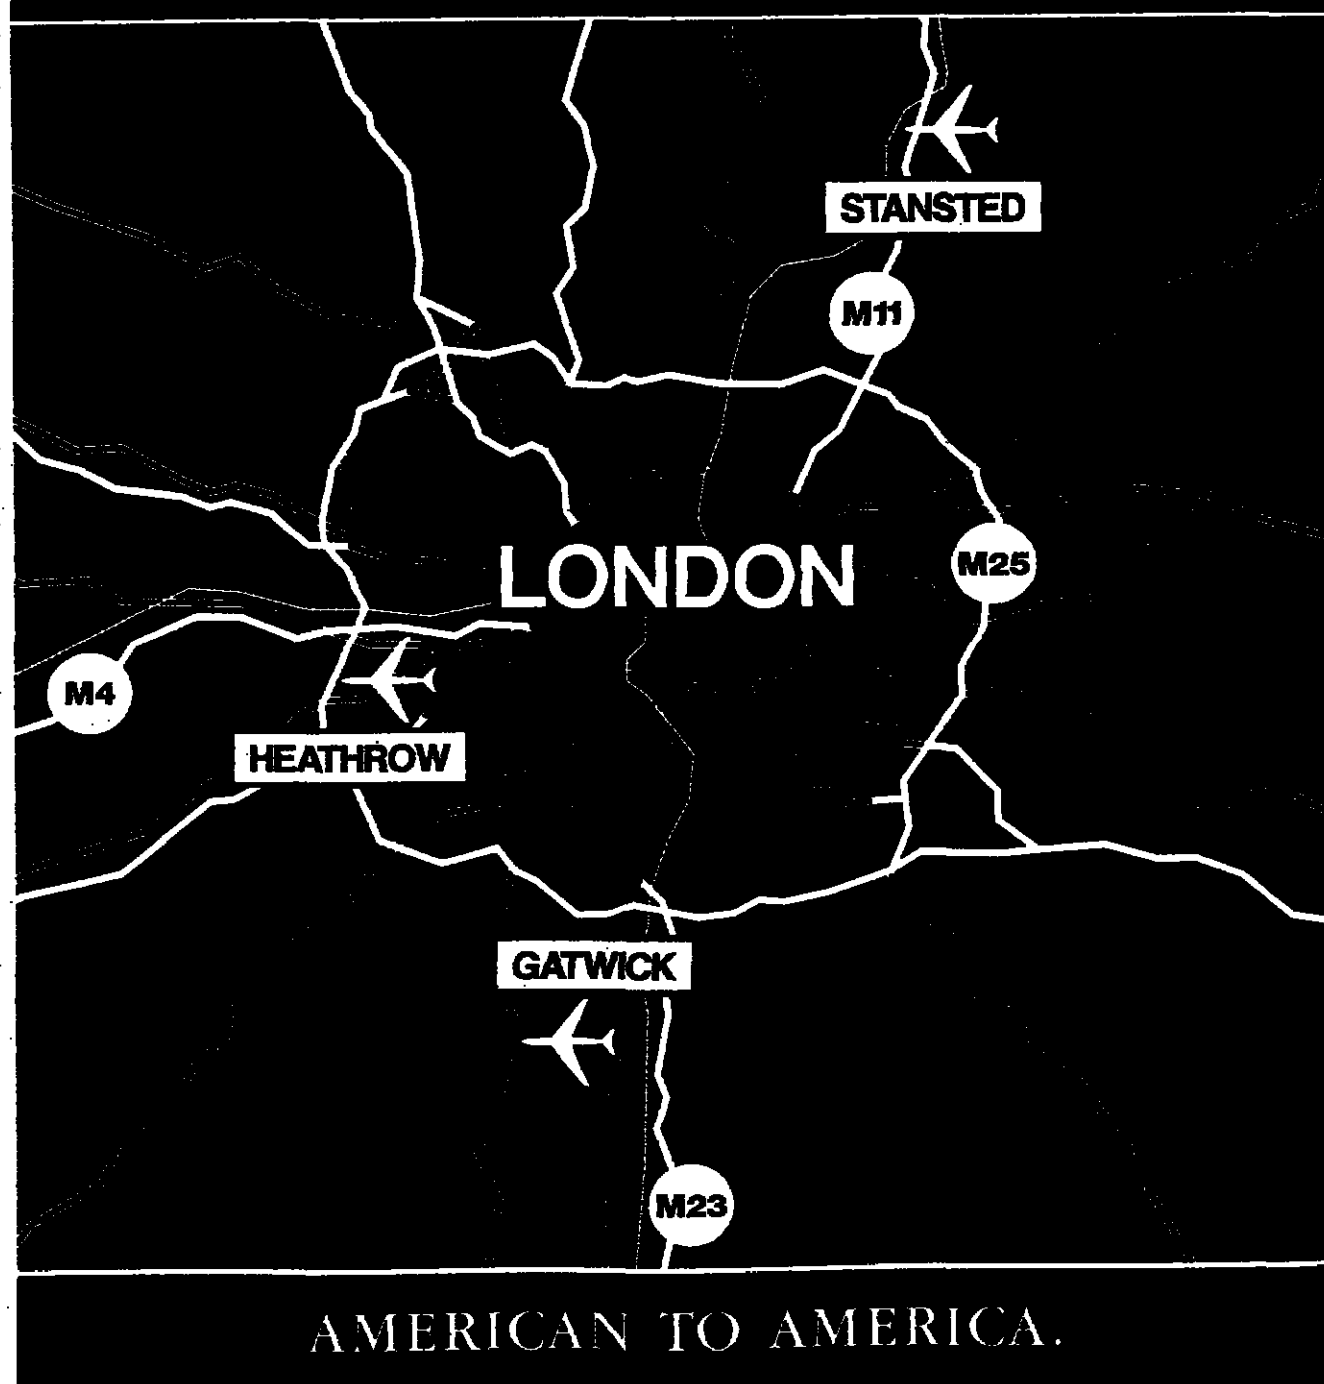 STANSTED
M11
LONDON
M25
M4
HEATHROW
GATWICK
M23
AMERICAN TO AMERICA.